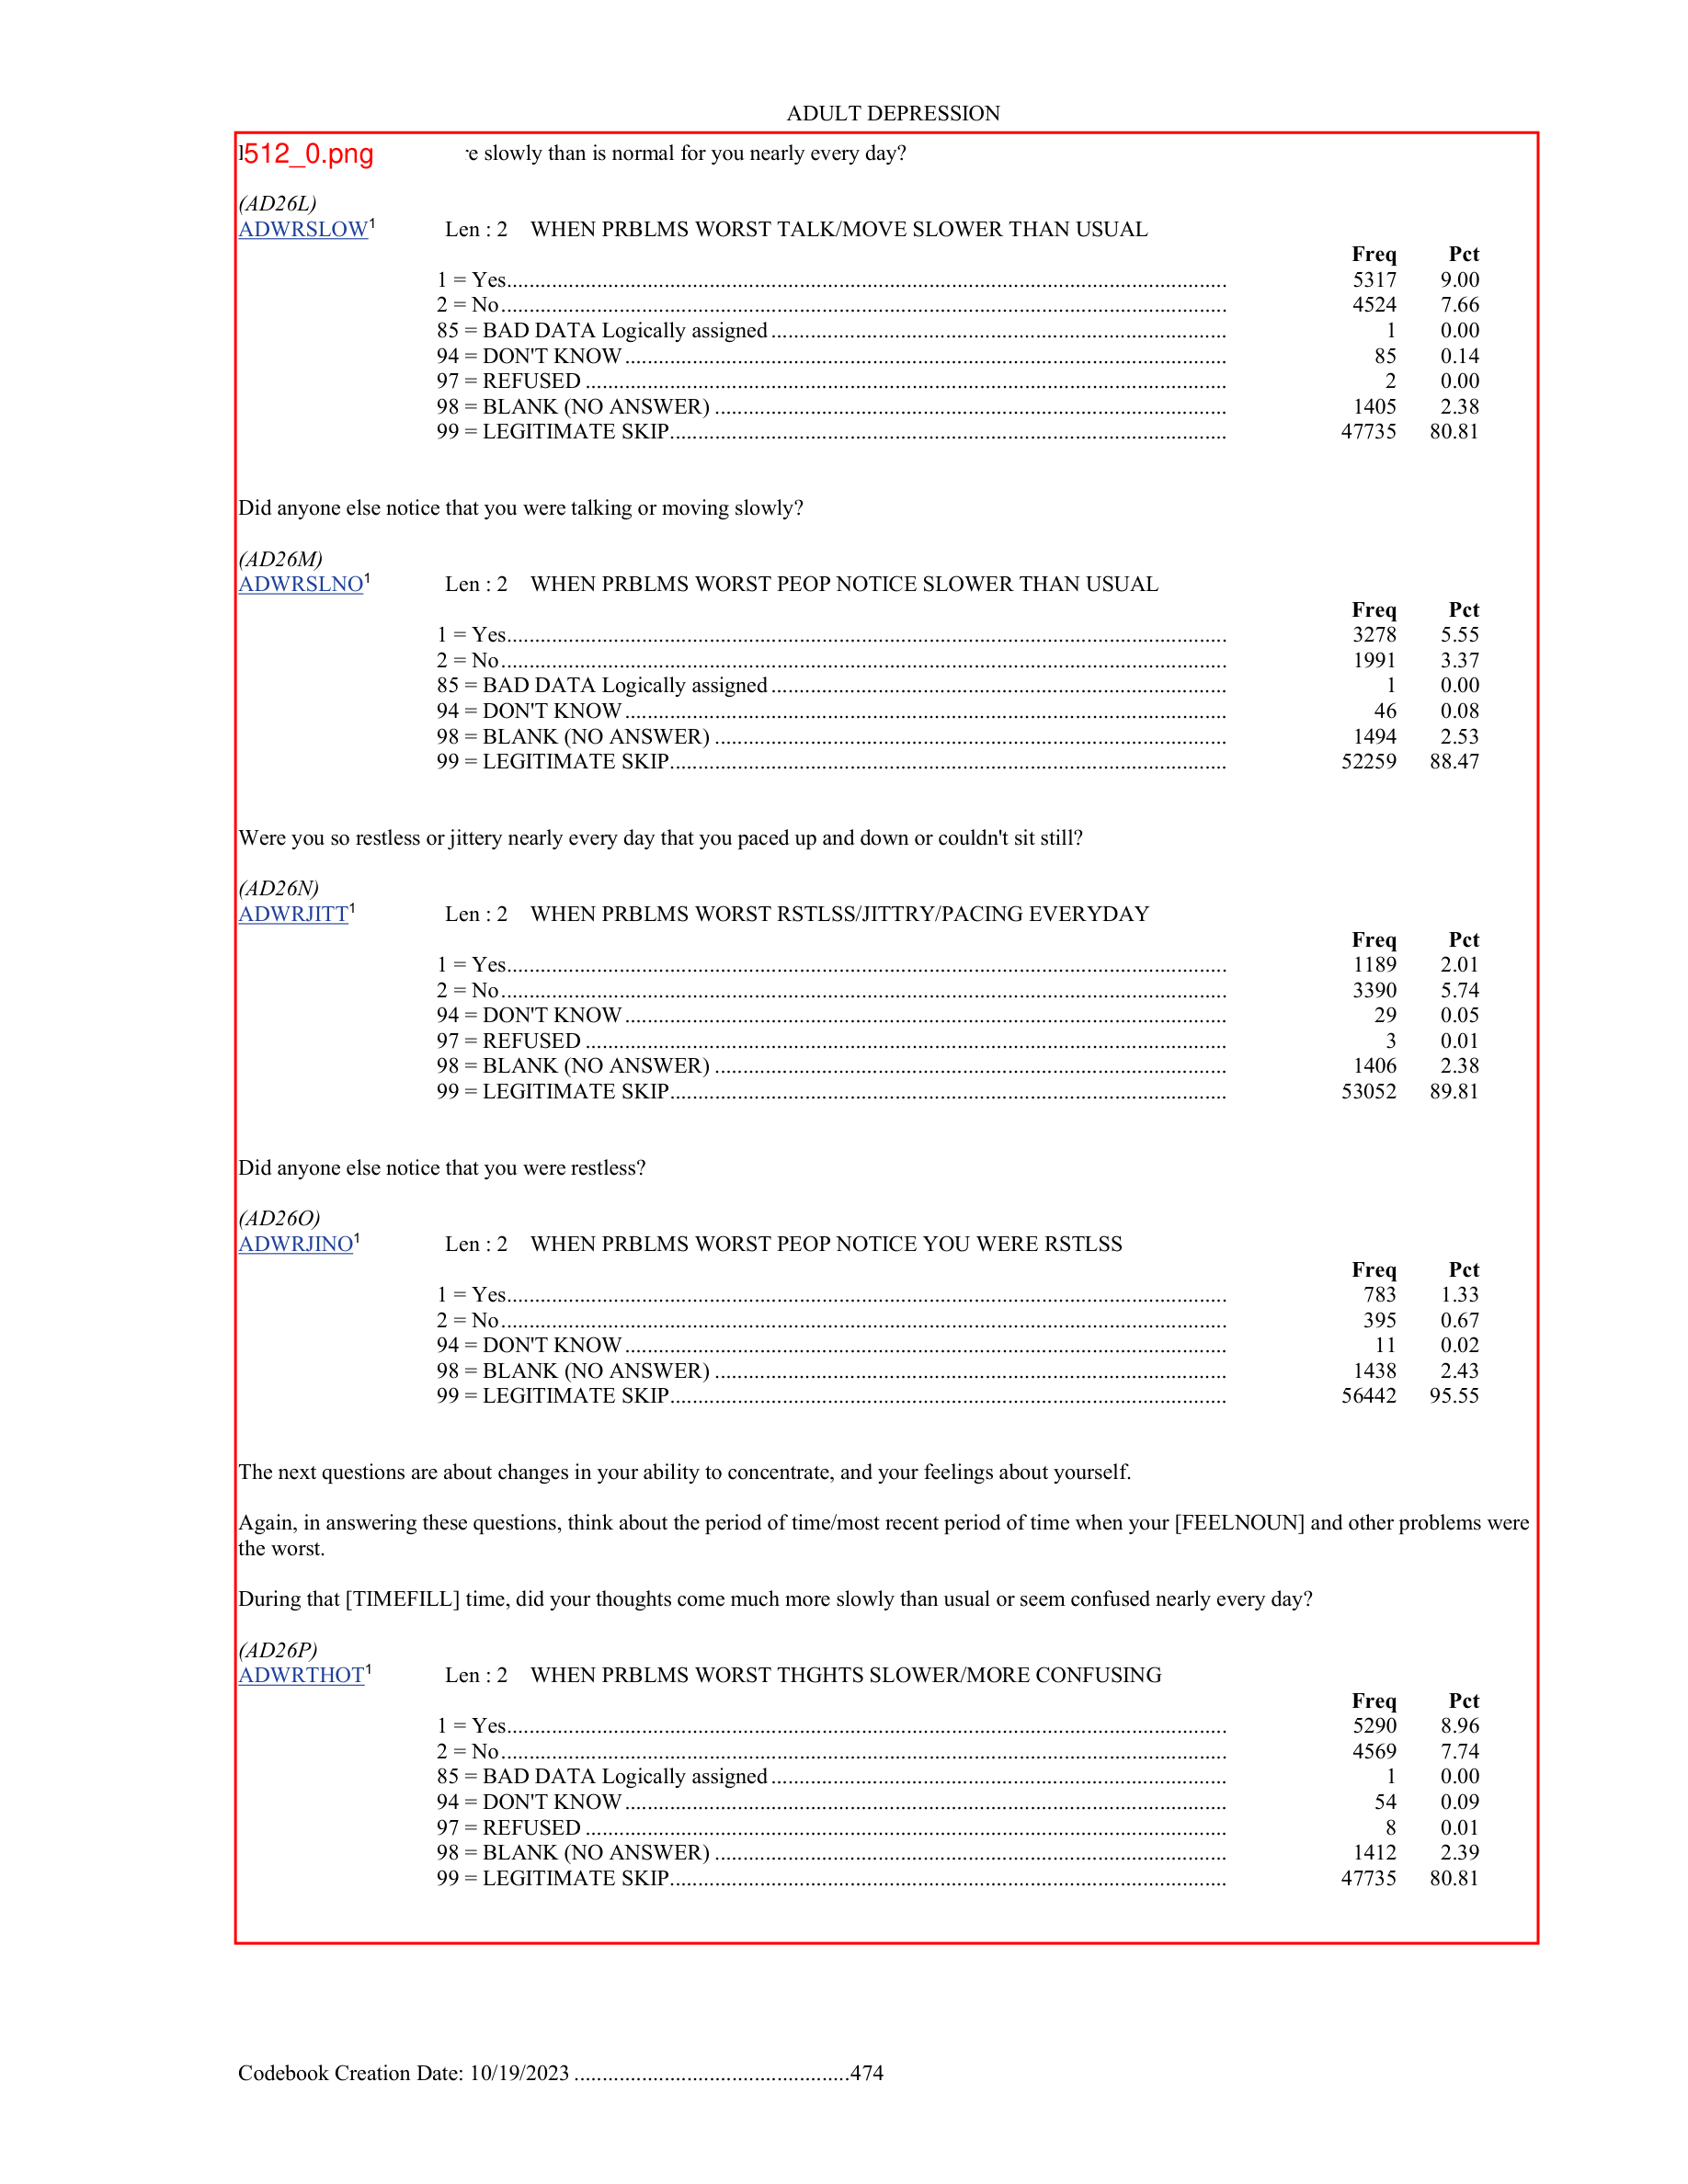 ADULT DEPRESSION
512_0.png
slowly than is normal for you nearly every day?
(AD26L)
ADWRSLOW1 Len : 2 WHEN PRBLMS WORST TALK/MOVE SLOWER THAN USUAL
Freq Pct
1 = Yes 5317 9.00
2 = No 4524 7.66
85 = BAD DATA Logically assigned 1 0.00
94 = DON'T KNOW 85 0.14
97 = REFUSED 2 0.00
98 = BLANK (NO ANSWER) 1405 2.38
99 = LEGITIMATE SKIP 47735 80.81
Did anyone else notice that you were talking or moving slowly?
(AD26M)
ADWRSLNO1 Len : 2 WHEN PRBLMS WORST PEOP NOTICE SLOWER THAN USUAL
Freq Pct
1 = Yes 3278 5.55
2 = No 1991 3.37
85 = BAD DATA Logically assigned 1 0.00
94 = DON'T KNOW 46 0.08
98 = BLANK (NO ANSWER) 1494 2.53
99 = LEGITIMATE SKIP 52259 88.47
Were you so restless or jittery nearly every day that you paced up and down or couldn't sit still?
(AD26N)
ADWRJITT1 Len : 2 WHEN PRBLMS WORST RSTLSS/JITTRY/PACING EVERYDAY
Freq Pct
1 = Yes 1189 2.01
2 = No 3390 5.74
94 = DON'T KNOW 29 0.05
97 = REFUSED 3 0.01
98 = BLANK (NO ANSWER) 1406 2.38
99 = LEGITIMATE SKIP 53052 89.81
Did anyone else notice that you were restless?
(AD26O)
ADWRJINO1 Len : 2 WHEN PRBLMS WORST PEOP NOTICE YOU WERE RSTLSS
Freq Pct
1 = Yes 783 1.33
2 = No 395 0.67
94 = DON'T KNOW 11 0.02
98 = BLANK (NO ANSWER) 1438 2.43
99 = LEGITIMATE SKIP 56442 95.55
The next questions are about changes in your ability to concentrate, and your feelings about yourself.
Again, in answering these questions, think about the period of time/most recent period of time when your [FEELNOUN] and other problems were
the worst.
During that [TIMEFILL] time, did your thoughts come much more slowly than usual or seem confused nearly every day?
(AD26P)
ADWRTHOT1 Len : 2 WHEN PRBLMS WORST THGHTS SLOWER/MORE CONFUSING
Freq Pct
1 = Yes 5290 8.96
2 = No 4569 7.74
85 = BAD DATA Logically assigned 1 0.00
94 = DON'T KNOW 54 0.09
97 = REFUSED 8 0.01
98 = BLANK (NO ANSWER) 1412 2.39
99 = LEGITIMATE SKIP 47735 80.81
Codebook Creation Date: 10/19/2023 474